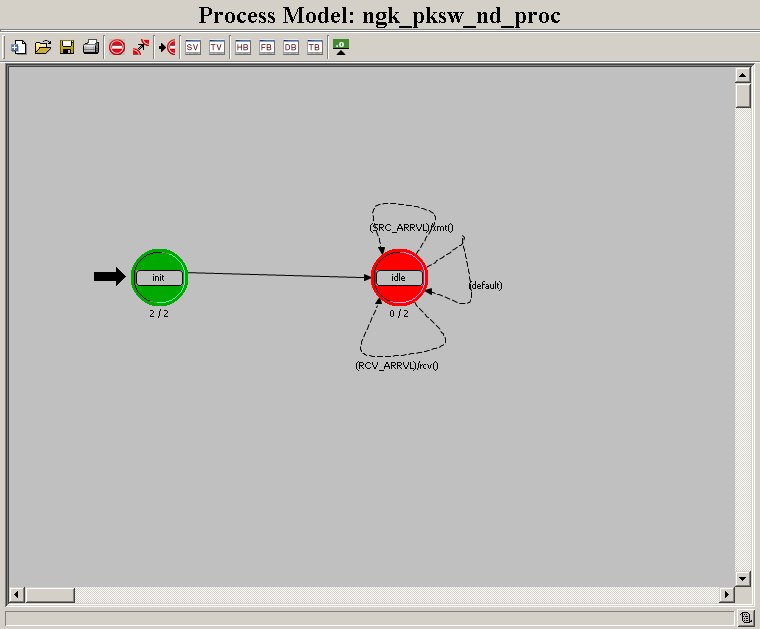 Process Model: ngk_pksw_nd_proc
SV TV HB FB DB TB
(SRC_ARRVL)/xmt()
init
idle
(default)
2 / 2
0 / 2
(RCV_ARRVL)/rcv()